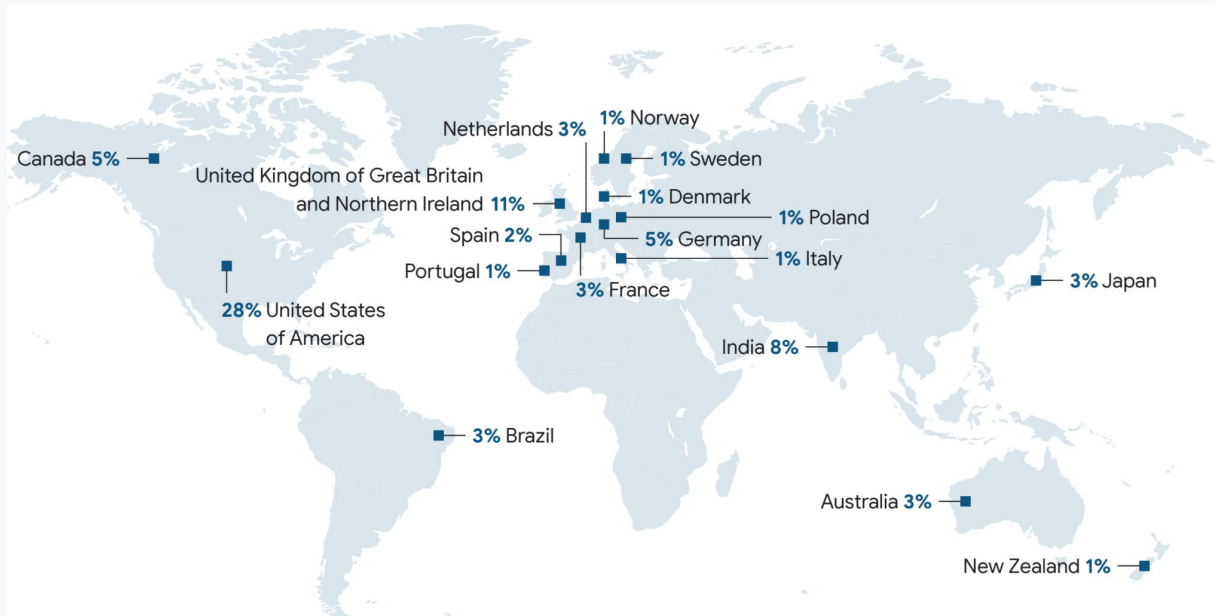 1% Norway
Netherlands 3%
Canada 5%
1% Sweden
United Kingdom of Great Britain
and Northern Ireland 11%
1% Denmark
1% Poland
Spain 2%
5% Germany
1% Italy
Portugal 1%
3% France
3% Japan
28% United States
of America
India 8%
3% Brazil
Australia 3%
New Zealand 1%